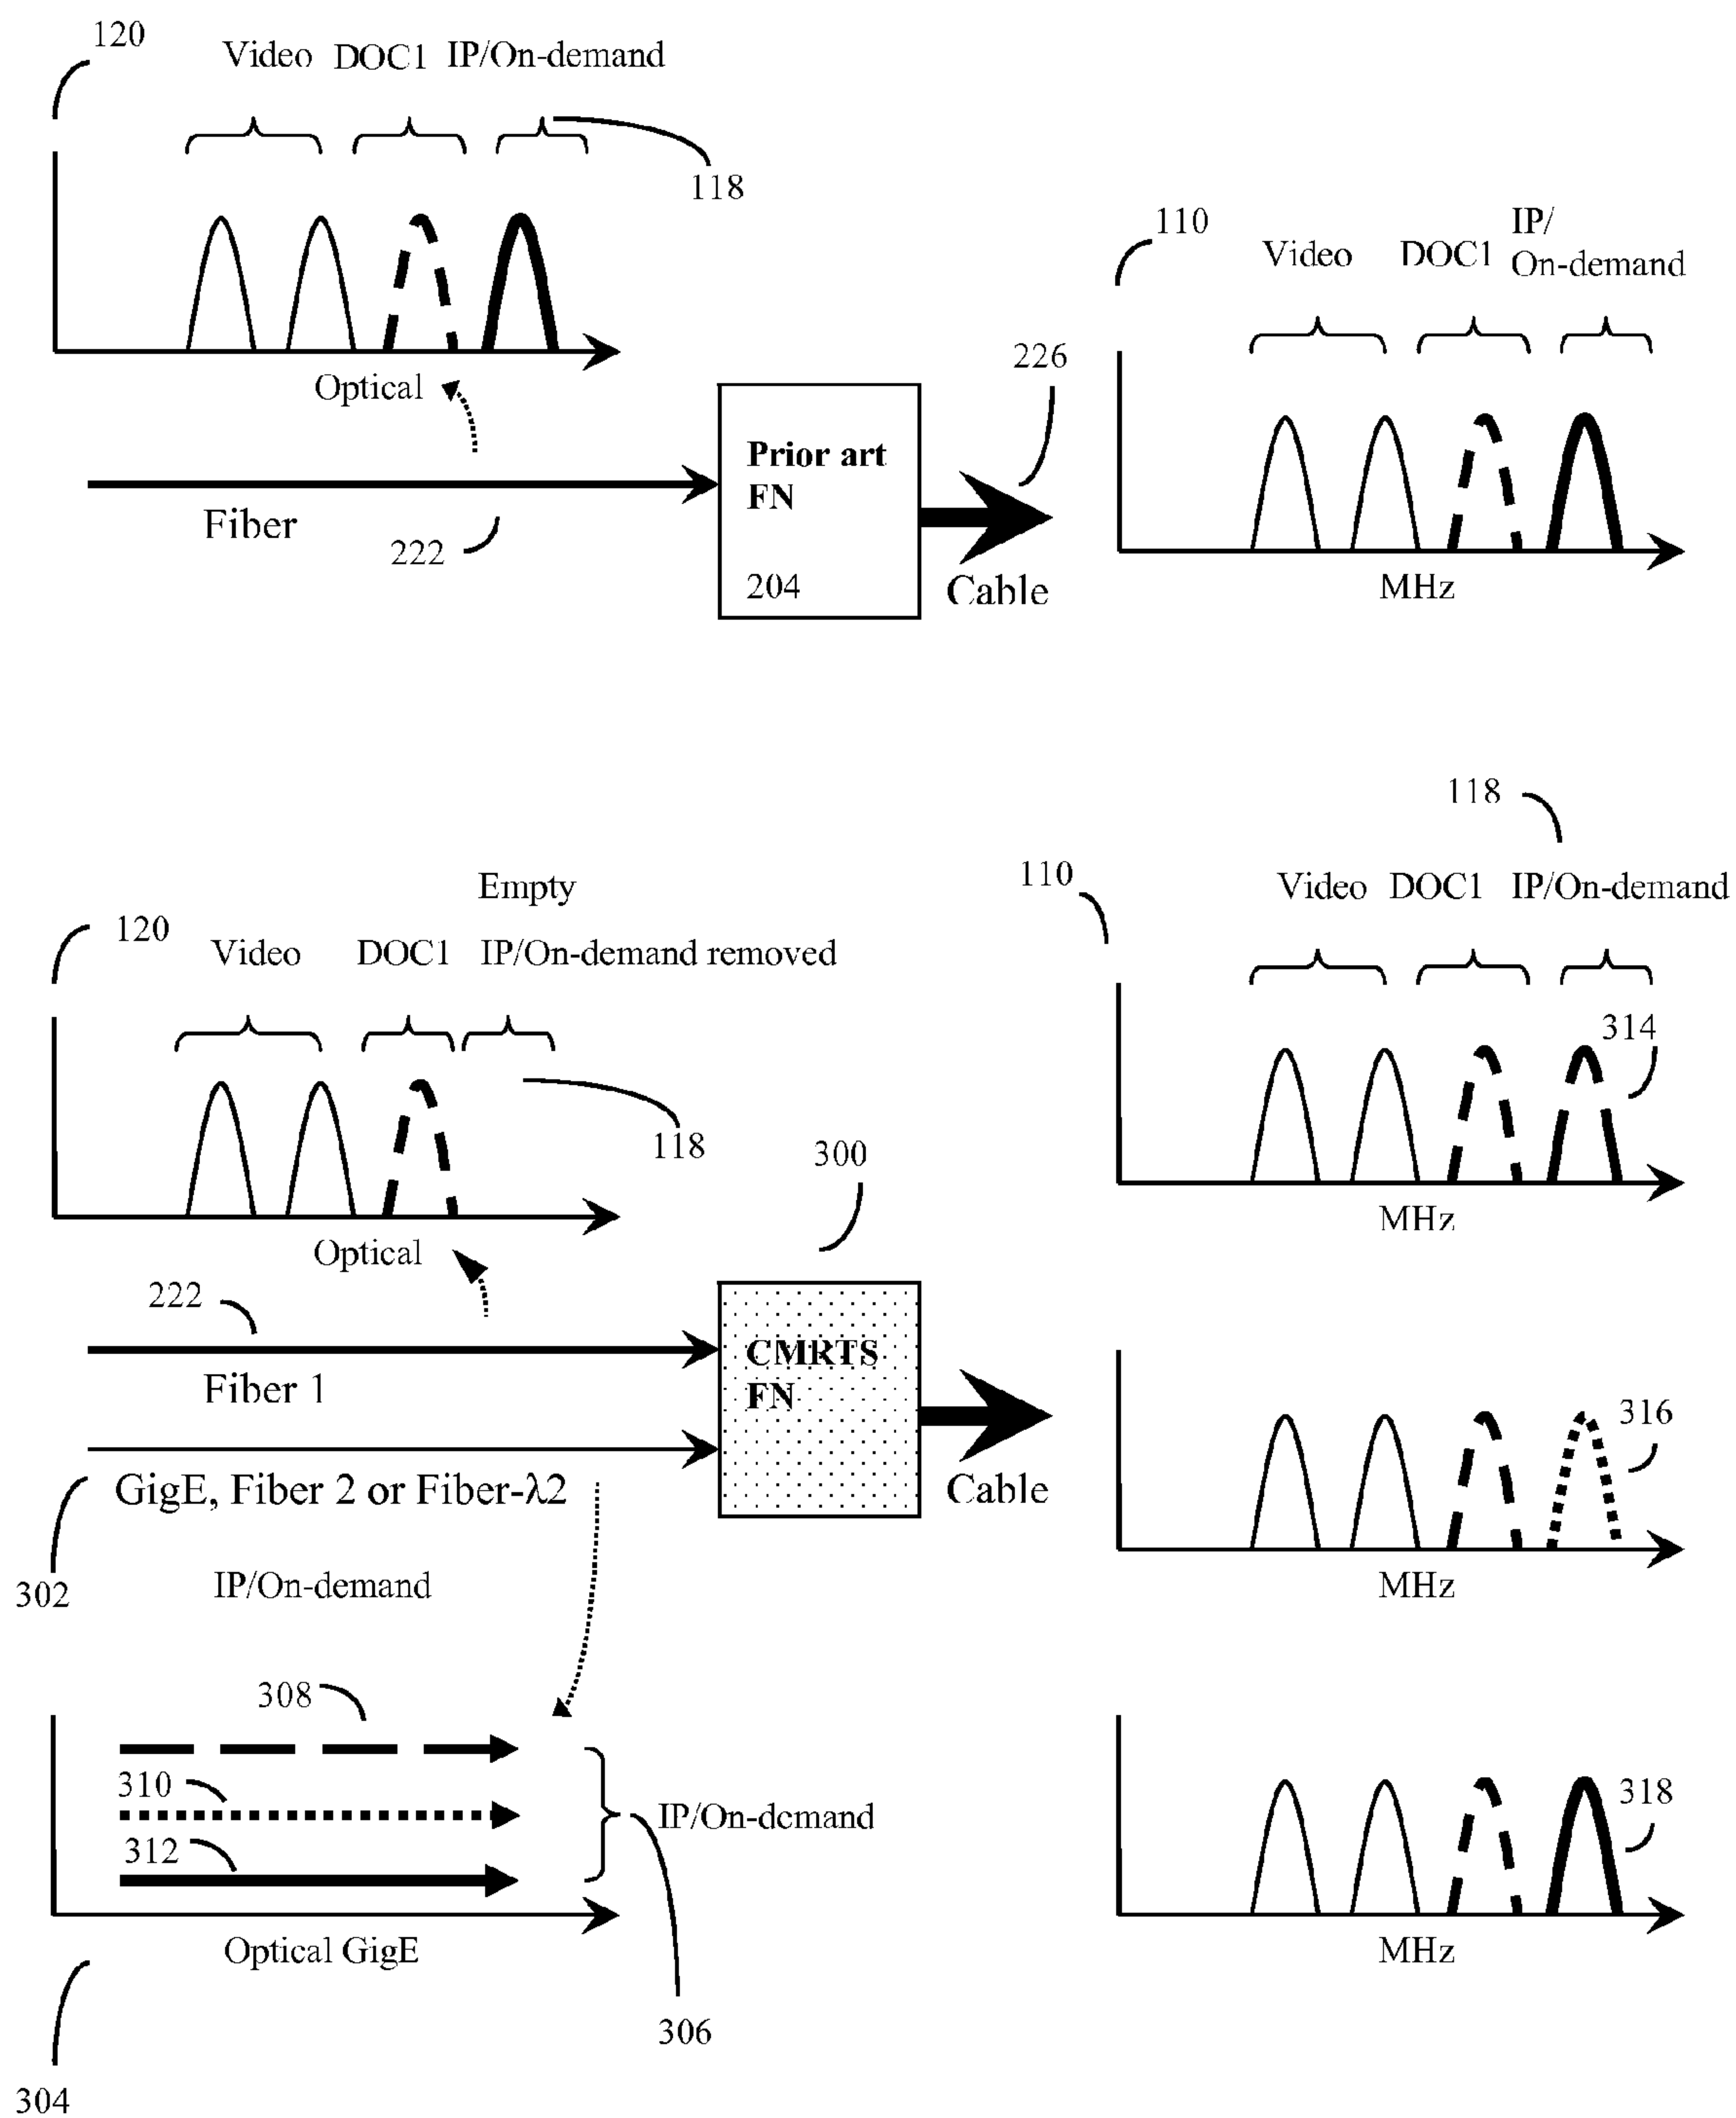 120
Video DOC1 IP/On-demand
118
Optical
Fiber
222
Prior art
FN
204
226
Cable
110
Video DOC1 IP/
On-demand
MHz
Empty
120
Video DOC1 IP/On-demand removed
118
Optical
222
Fiber 1
GigE, Fiber 2 or Fiber-λ2
302
IP/On-demand
300
CMRTS
FN
Cable
308
310
312
IP/On-demand
Optical GigE
306
304
118
110
Video DOC1 IP/On-demand
314
MHz
316
MHz
318
MHz